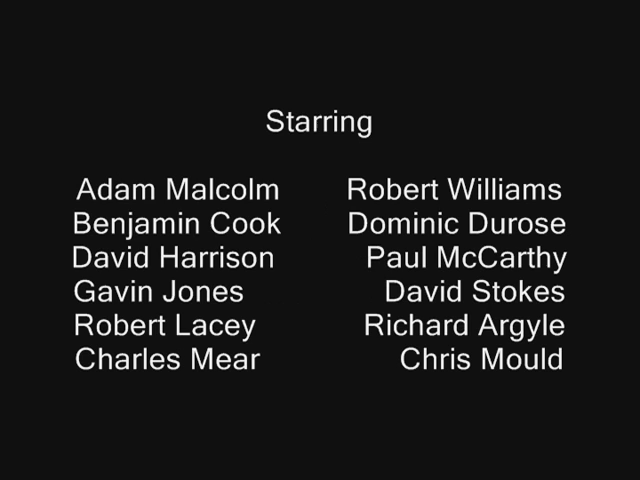 Starring
Adam Malcolm Robert Williams
Benjamin Cook Dominic Durose
David Harrison Paul McCarthy
Gavin Jones David Stokes
Robert Lacey Richard Argyle
Charles Mear Chris Mould